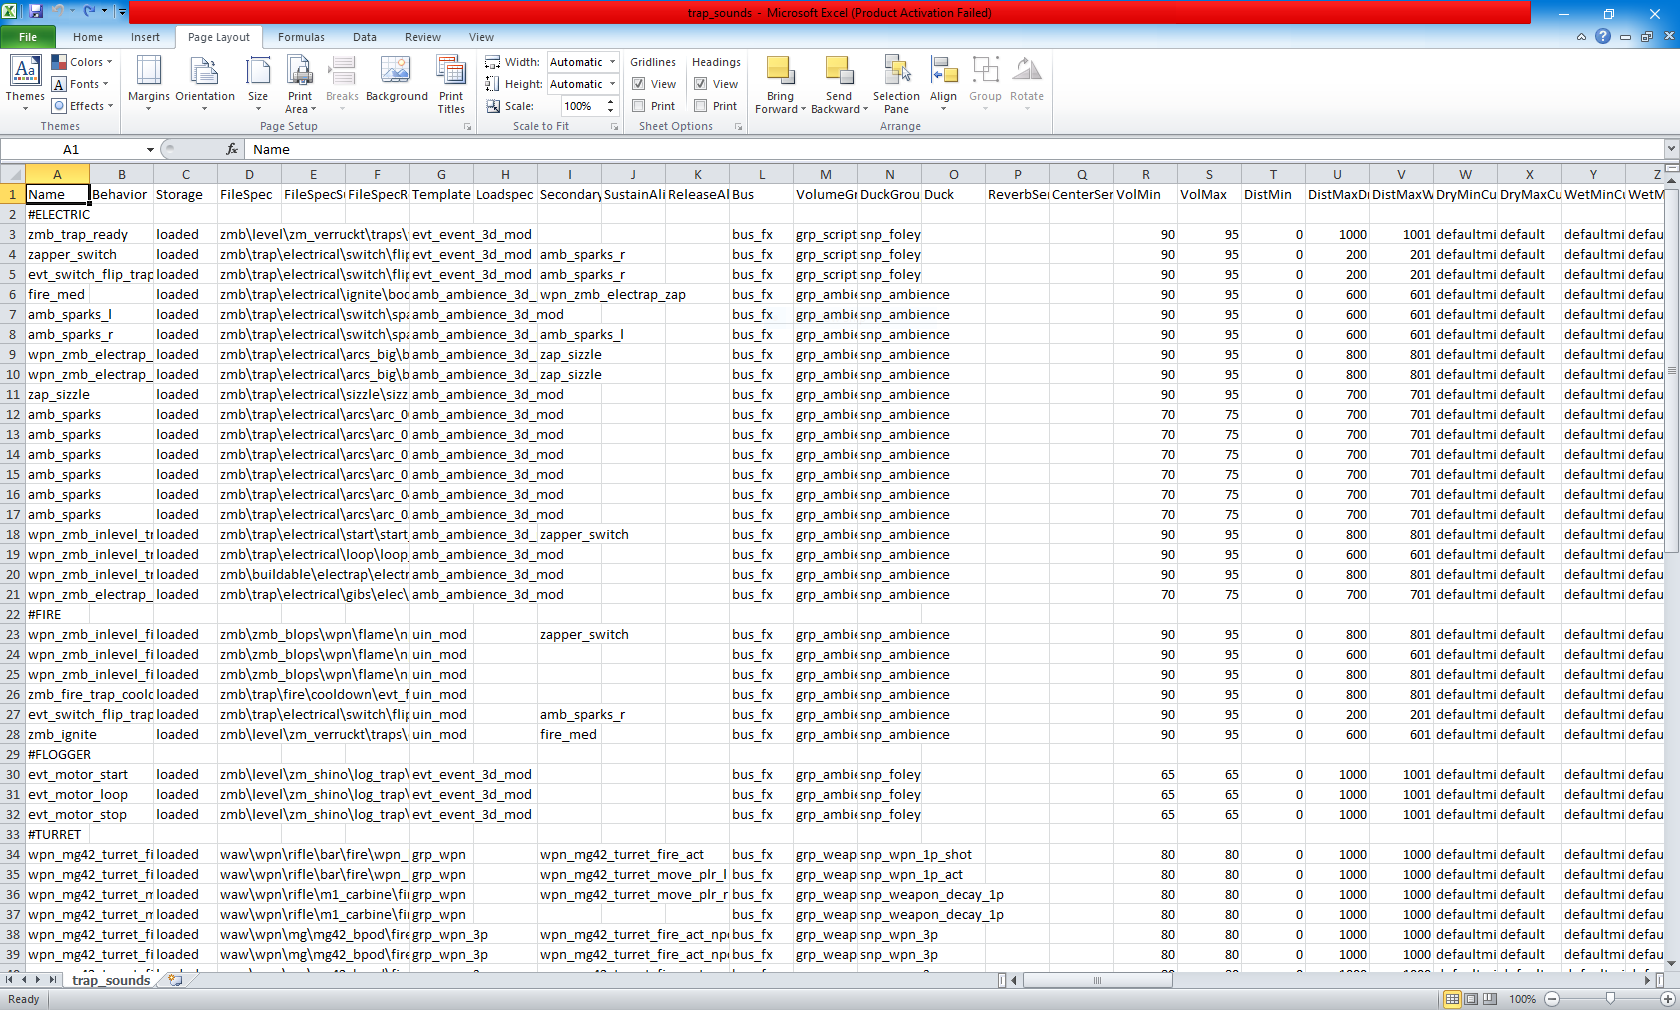 trap_sounds - Microsoft Excel (Product Activation Failed)
File Home Insert Page Layout Formulas Data Review View
Themes Colors Fonts Effects Margins Orientation Size Print Area Breaks Background Print Titles Width: Automatic Height: Automatic Scale: 100% Gridlines View Print Headings View Print Bring Forward Send Backward Selection Pane Align Group Rotate
Themes Page Setup Scale to Fit Sheet Options Arrange
A1 fx Name
A B C D E F G H I J K L M N O P Q R S T U V W X Y Z
1 Name Behavior Storage FileSpec FileSpecSu FileSpecR Template Loadspec Secondary SustainAli ReleaseAl Bus VolumeGr DuckGrou Duck ReverbSer CenterSer VolMin VolMax DistMin DistMaxDr DistMaxW DryMinCu DryMaxCu WetMinCu WetM
2 #ELECTRIC
3 zmb_trap_ready loaded zmb\level\zm_verruckt\traps\ evt_event_3d_mod bus_fx grp_script snp_foley 90 95 0 1000 1001 defaultmi default defaultmi defau
4 zapper_switch loaded zmb\trap\electrical\switch\flip evt_event_3d_mod amb_sparks_r bus_fx grp_script snp_foley 90 95 0 200 201 defaultmi default defaultmi defau
5 evt_switch_flip_trap loaded zmb\trap\electrical\switch\flip evt_event_3d_mod amb_sparks_r bus_fx grp_script snp_foley 90 95 0 200 201 defaultmi default defaultmi defau
6 fire_med loaded zmb\trap\electrical\ignite\boc amb_ambience_3d_ wpn_zmb_electrap_zap bus_fx grp_ambie snp_ambience 90 95 0 600 601 defaultmi default defaultmi defau
7 amb_sparks_l loaded zmb\trap\electrical\switch\spa amb_ambience_3d_mod bus_fx grp_ambie snp_ambience 90 95 0 600 601 defaultmi default defaultmi defau
8 amb_sparks_r loaded zmb\trap\electrical\switch\spa amb_ambience_3d_ amb_sparks_l bus_fx grp_ambie snp_ambience 90 95 0 600 601 defaultmi default defaultmi defau
9 wpn_zmb_electrap_ loaded zmb\trap\electrical\arcs_big\b amb_ambience_3d_ zap_sizzle bus_fx grp_ambie snp_ambience 90 95 0 800 801 defaultmi default defaultmi defau
10 wpn_zmb_electrap_ loaded zmb\trap\electrical\arcs_big\b amb_ambience_3d_ zap_sizzle bus_fx grp_ambie snp_ambience 90 95 0 800 801 defaultmi default defaultmi defau
11 zap_sizzle loaded zmb\trap\electrical\sizzle\sizz amb_ambience_3d_mod bus_fx grp_ambie snp_ambience 90 95 0 700 701 defaultmi default defaultmi defau
12 amb_sparks loaded zmb\trap\electrical\arcs\arc_0 amb_ambience_3d_mod bus_fx grp_ambie snp_ambience 70 75 0 700 701 defaultmi default defaultmi defau
13 amb_sparks loaded zmb\trap\electrical\arcs\arc_0 amb_ambience_3d_mod bus_fx grp_ambie snp_ambience 70 75 0 700 701 defaultmi default defaultmi defau
14 amb_sparks loaded zmb\trap\electrical\arcs\arc_0 amb_ambience_3d_mod bus_fx grp_ambie snp_ambience 70 75 0 700 701 defaultmi default defaultmi defau
15 amb_sparks loaded zmb\trap\electrical\arcs\arc_0 amb_ambience_3d_mod bus_fx grp_ambie snp_ambience 70 75 0 700 701 defaultmi default defaultmi defau
16 amb_sparks loaded zmb\trap\electrical\arcs\arc_0 amb_ambience_3d_mod bus_fx grp_ambie snp_ambience 70 75 0 700 701 defaultmi default defaultmi defau
17 amb_sparks loaded zmb\trap\electrical\arcs\arc_0 amb_ambience_3d_mod bus_fx grp_ambie snp_ambience 70 75 0 700 701 defaultmi default defaultmi defau
18 wpn_zmb_inlevel_tr loaded zmb\trap\electrical\start\start amb_ambience_3d_ zapper_switch bus_fx grp_ambie snp_ambience 90 95 0 800 801 defaultmi default defaultmi defau
19 wpn_zmb_inlevel_tr loaded zmb\trap\electrical\loop\loop_ amb_ambience_3d_mod bus_fx grp_ambie snp_ambience 90 95 0 600 601 defaultmi default defaultmi defau
20 wpn_zmb_inlevel_tr loaded zmb\buildable\electrap\electr amb_ambience_3d_mod bus_fx grp_ambie snp_ambience 90 95 0 800 801 defaultmi default defaultmi defau
21 wpn_zmb_electrap_ loaded zmb\trap\electrical\gibs\elec\ amb_ambience_3d_mod bus_fx grp_ambie snp_ambience 70 75 0 700 701 defaultmi default defaultmi defau
22 #FIRE
23 wpn_zmb_inlevel_fi loaded zmb\zmb_blops\wpn\flame\n uin_mod zapper_switch bus_fx grp_ambie snp_ambience 90 95 0 800 801 defaultmi default defaultmi defau
24 wpn_zmb_inlevel_fi loaded zmb\zmb_blops\wpn\flame\n uin_mod bus_fx grp_ambie snp_ambience 90 95 0 600 601 defaultmi default defaultmi defau
25 wpn_zmb_inlevel_fi loaded zmb\zmb_blops\wpn\flame\n uin_mod bus_fx grp_ambie snp_ambience 90 95 0 800 801 defaultmi default defaultmi defau
26 zmb_fire_trap_coold loaded zmb\trap\fire\cooldown\evt_f uin_mod bus_fx grp_ambie snp_ambience 90 95 0 800 801 defaultmi default defaultmi defau
27 evt_switch_flip_trap loaded zmb\trap\electrical\switch\flip uin_mod amb_sparks_r bus_fx grp_ambie snp_ambience 90 95 0 200 201 defaultmi default defaultmi defau
28 zmb_ignite loaded zmb\level\zm_verruckt\traps\ uin_mod fire_med bus_fx grp_ambie snp_ambience 90 95 0 600 601 defaultmi default defaultmi defau
29 #FLOGGER
30 evt_motor_start loaded zmb\level\zm_shino\log_trap\ evt_event_3d_mod bus_fx grp_ambie snp_foley 65 65 0 1000 1001 defaultmi default defaultmi defau
31 evt_motor_loop loaded zmb\level\zm_shino\log_trap\ evt_event_3d_mod bus_fx grp_ambie snp_foley 65 65 0 1000 1001 defaultmi default defaultmi defau
32 evt_motor_stop loaded zmb\level\zm_shino\log_trap\ evt_event_3d_mod bus_fx grp_ambie snp_foley 65 65 0 1000 1001 defaultmi default defaultmi defau
33 #TURRET
34 wpn_mg42_turret_fi loaded waw\wpn\rifle\bar\fire\wpn_ grp_wpn wpn_mg42_turret_fire_act bus_fx grp_weap snp_wpn_1p_shot 80 80 0 1000 1000 defaultmi default defaultmi defau
35 wpn_mg42_turret_fi loaded waw\wpn\rifle\bar\fire\wpn_ grp_wpn wpn_mg42_turret_move_plr_l bus_fx grp_weap snp_wpn_1p_act 80 80 0 1000 1000 defaultmi default defaultmi defau
36 wpn_mg42_turret_m loaded waw\wpn\rifle\m1_carbine\fir grp_wpn wpn_mg42_turret_move_plr_r bus_fx grp_weap snp_weapon_decay_1p 80 80 0 1000 1000 defaultmi default defaultmi defau
37 wpn_mg42_turret_m loaded waw\wpn\rifle\m1_carbine\fir grp_wpn bus_fx grp_weap snp_weapon_decay_1p 80 80 0 1000 1000 defaultmi default defaultmi defau
38 wpn_mg42_turret_fi loaded waw\wpn\mg\mg42_bpod\fire grp_wpn_3p wpn_mg42_turret_fire_act_npc bus_fx grp_weap snp_wpn_3p 80 80 0 1000 1000 defaultmi default defaultmi defau
39 wpn_mg42_turret_fi loaded waw\wpn\mg\mg42_bpod\fire grp_wpn_3p wpn_mg42_turret_fire_act_npc bus_fx grp_weap snp_wpn_3p 80 80 0 1000 1000 defaultmi default defaultmi defau
trap_sounds
Ready 100%